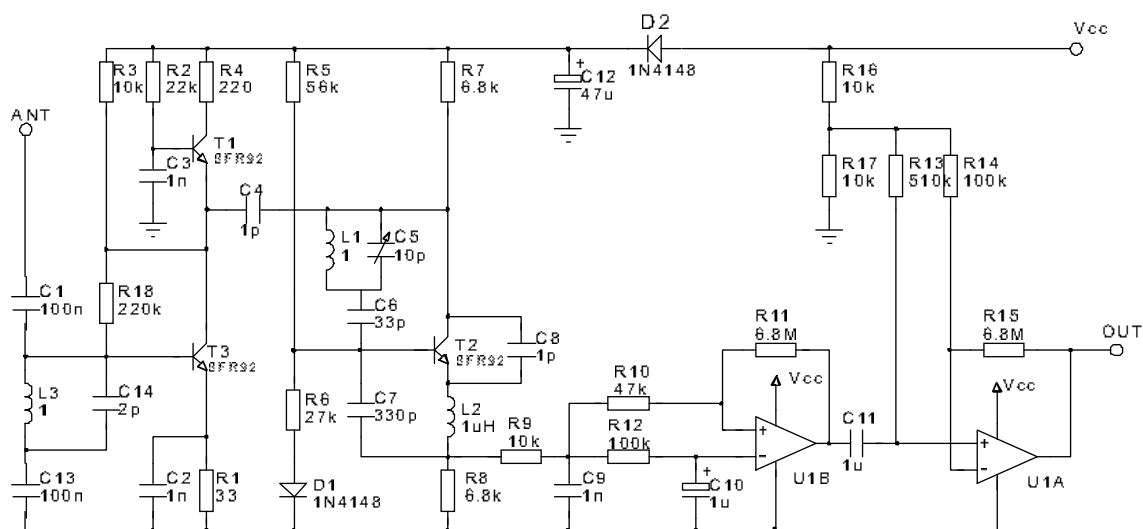 D2
1N4148
Vcc
R3
10k
R2
22k
R4
220
R5
56k
R7
6.8k
C12
47u
R16
10k
ANT
T1
BFR92
C3
1n
C4
1p
R17
10k
R13
510k
R14
100k
L1
1
C5
10p
C1
100n
R18
220k
C6
33p
R11
6.8M
R15
6.8M
OUT
T3
BFR92
T2
BFR92
C8
1p
Vcc
Vcc
R10
47k
L3
1
C14
2p
R6
27k
C7
330p
L2
1uH
R9
10k
R12
100k
C11
1u
+
-
+
-
U1B
U1A
C13
100n
C2
1n
R1
33
D1
1N4148
R8
6.8k
C9
1n
+
C10
1u
+